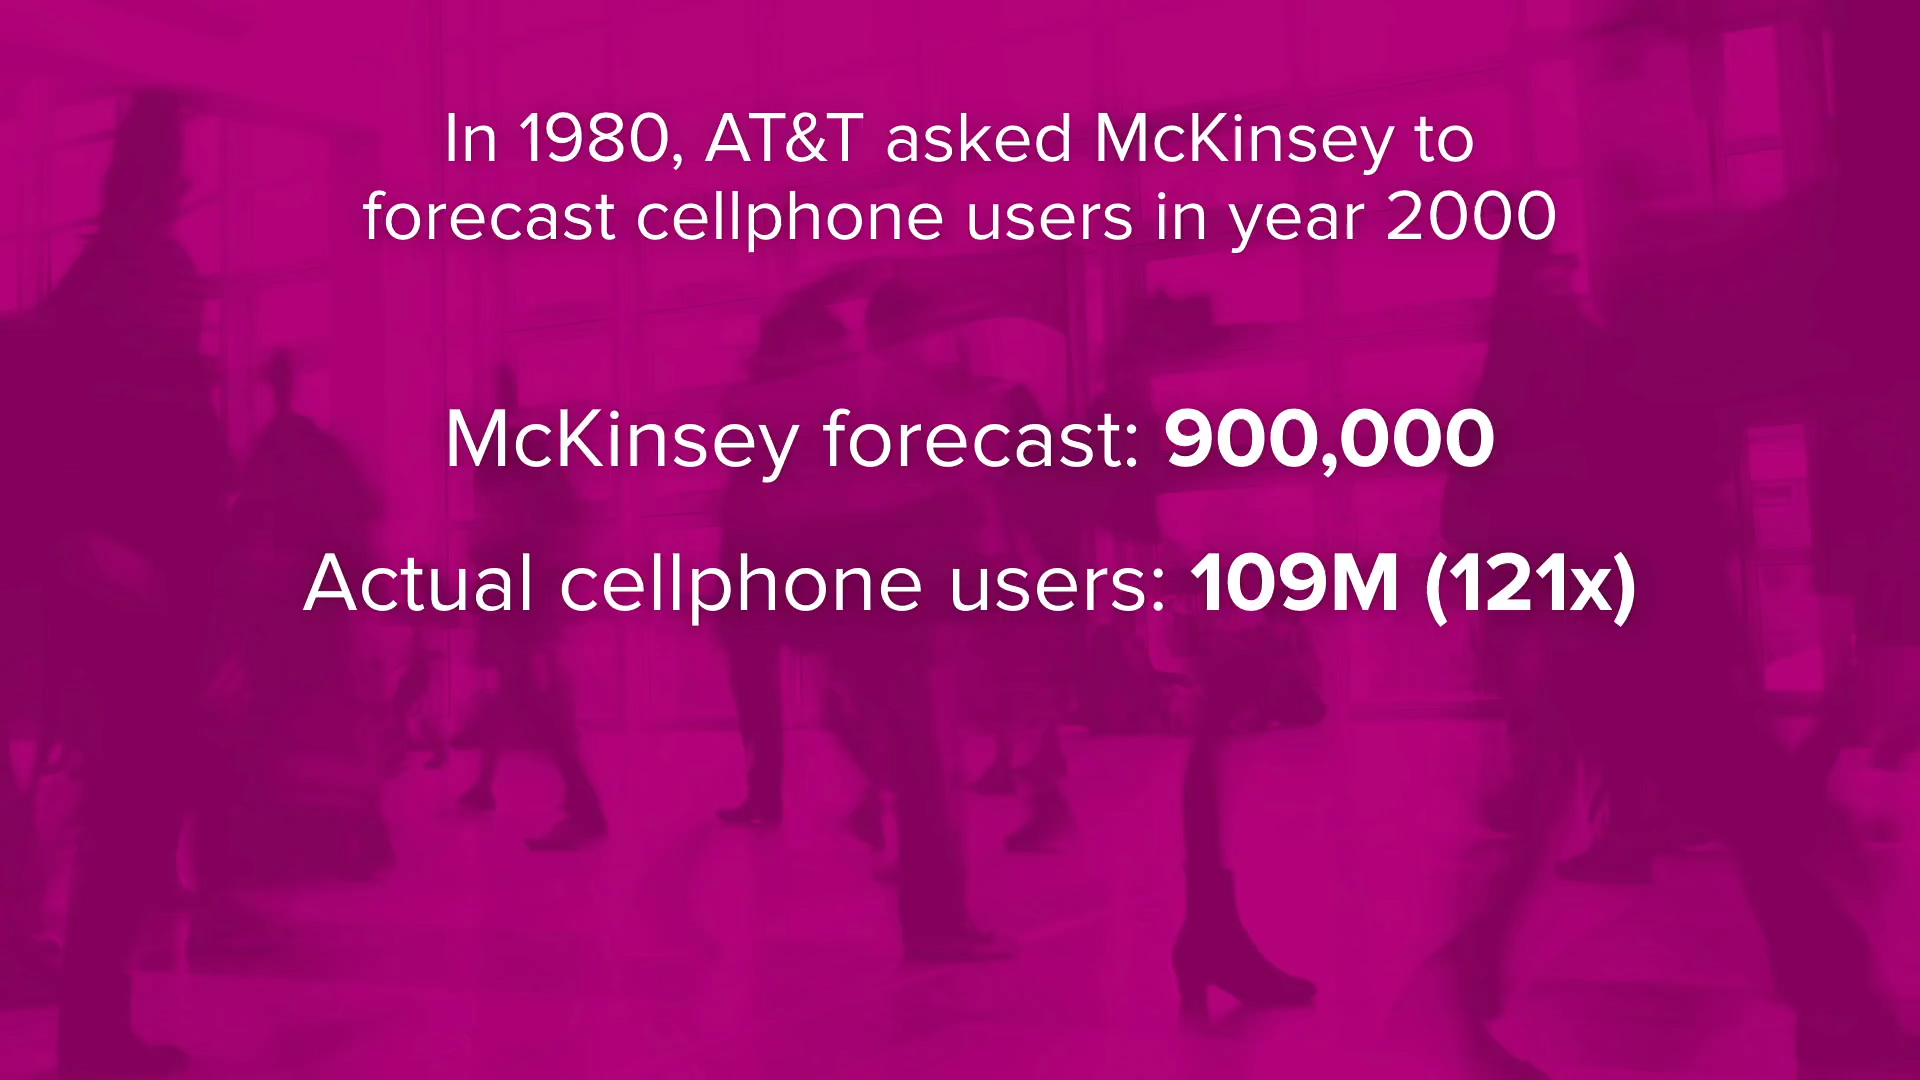 In 1980, AT&T asked McKinsey to
forecast cellphone users in year 2000
McKinsey forecast: 900,000
Actual cellphone users: 109M (121x)